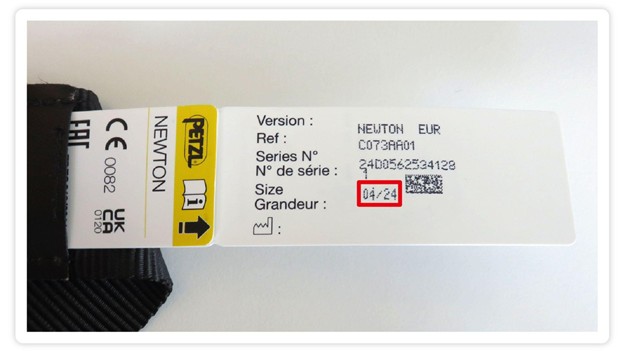 EAC
CE 0082
UK
CA
0120
NEWTON
PETZL
i
Version : NEWTON EUR
Ref : C073AA01
Series N°
N° de série : 24D0562534128
Size
Grandeur : 1
: 04/24